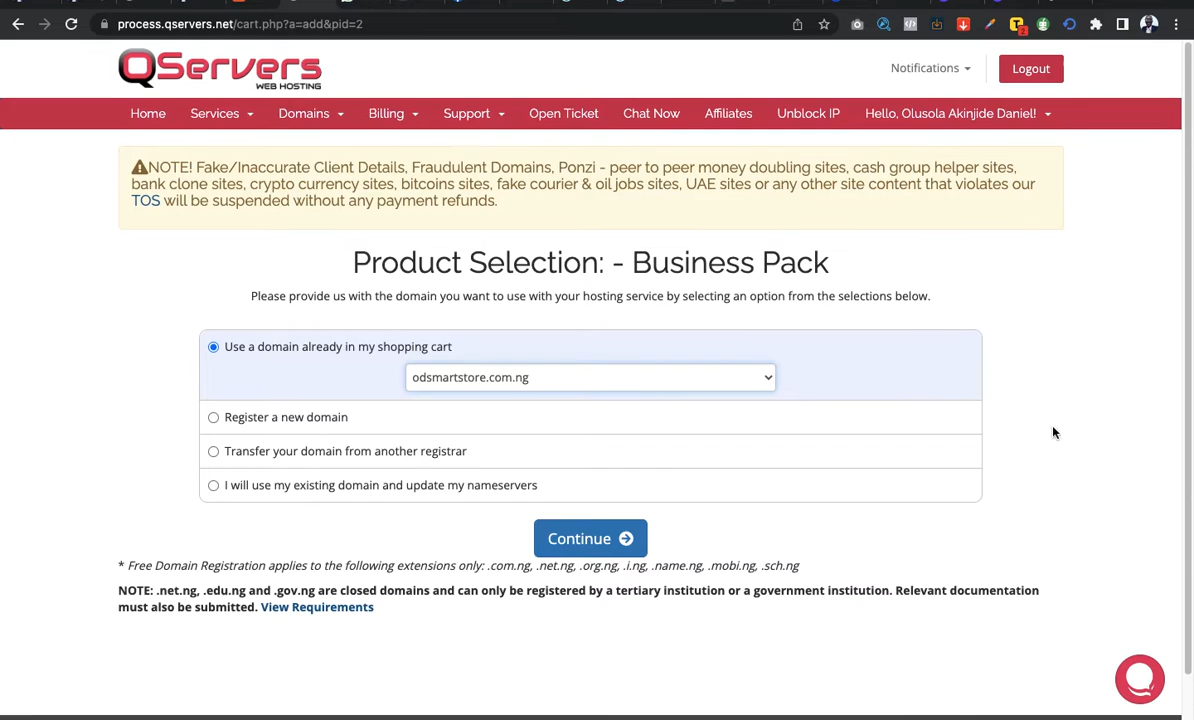 process.qservers.net/cart.php?a=add&pid=2
QServers
WEB HOSTING
Notifications
Logout
Home Services Domains Billing Support Open Ticket Chat Now Affiliates Unblock IP Hello, Olusola Akinjide Daniel!
NOTE! Fake/Inaccurate Client Details, Fraudulent Domains, Ponzi - peer to peer money doubling sites, cash group helper sites,
bank clone sites, crypto currency sites, bitcoins sites, fake courier & oil jobs sites, UAE sites or any other site content that violates our
TOS will be suspended without any payment refunds.
Product Selection: - Business Pack
Please provide us with the domain you want to use with your hosting service by selecting an option from the selections below.
Use a domain already in my shopping cart
odsmartstore.com.ng
Register a new domain
Transfer your domain from another registrar
I will use my existing domain and update my nameservers
Continue
* Free Domain Registration applies to the following extensions only: .com.ng, .net.ng, .org.ng, .i.ng, .name.ng, .mobi.ng, .sch.ng
NOTE: .net.ng, .edu.ng and .gov.ng are closed domains and can only be registered by a tertiary institution or a government institution. Relevant documentation
must also be submitted. View Requirements